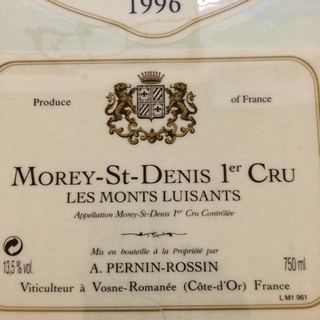 1996
Produce of France
MOREY-ST-DENIS 1er CRU
LES MONTS LUISANTS
Appellation Morey-St-Denis 1er Cru Contrôlée
Mis en bouteille à la Propriété par
13,5% vol. A. PERNIN-ROSSIN 750 ml
Viticulteur à Vosne-Romanée (Côte-d'Or) France
L M1 961